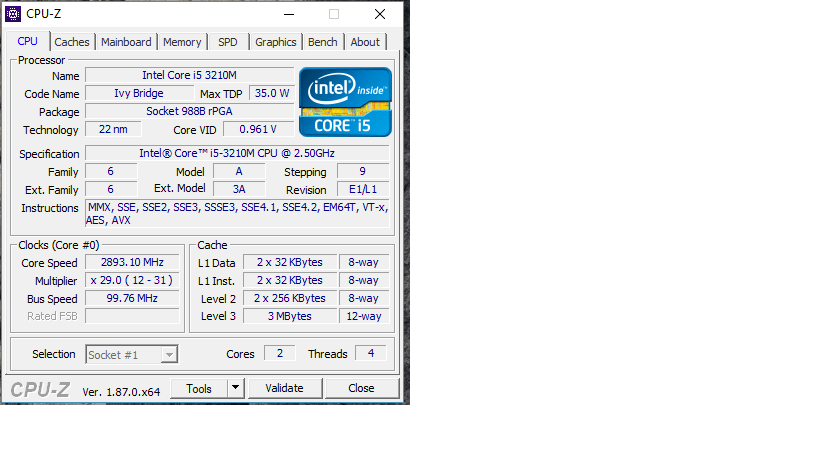 CPU-Z
CPU Caches Mainboard Memory SPD Graphics Bench About
Processor
Name Intel Core i5 3210M
Code Name Ivy Bridge Max TDP 35.0 W
Package Socket 988B rPGA
Technology 22 nm Core VID 0.961 V
intel inside™
CORE™ i5
Specification Intel® Core™ i5-3210M CPU @ 2.50GHz
Family 6 Model A Stepping 9
Ext. Family 6 Ext. Model 3A Revision E1/L1
Instructions MMX, SSE, SSE2, SSE3, SSSE3, SSE4.1, SSE4.2, EM64T, VT-x,
AES, AVX
Clocks (Core #0)
Core Speed 2893.10 MHz
Multiplier x 29.0 ( 12 - 31 )
Bus Speed 99.76 MHz
Rated FSB
Cache
L1 Data 2 x 32 KBytes 8-way
L1 Inst. 2 x 32 KBytes 8-way
Level 2 2 x 256 KBytes 8-way
Level 3 3 MBytes 12-way
Selection Socket #1 Cores 2 Threads 4
CPU-Z Ver. 1.87.0.x64 Tools Validate Close